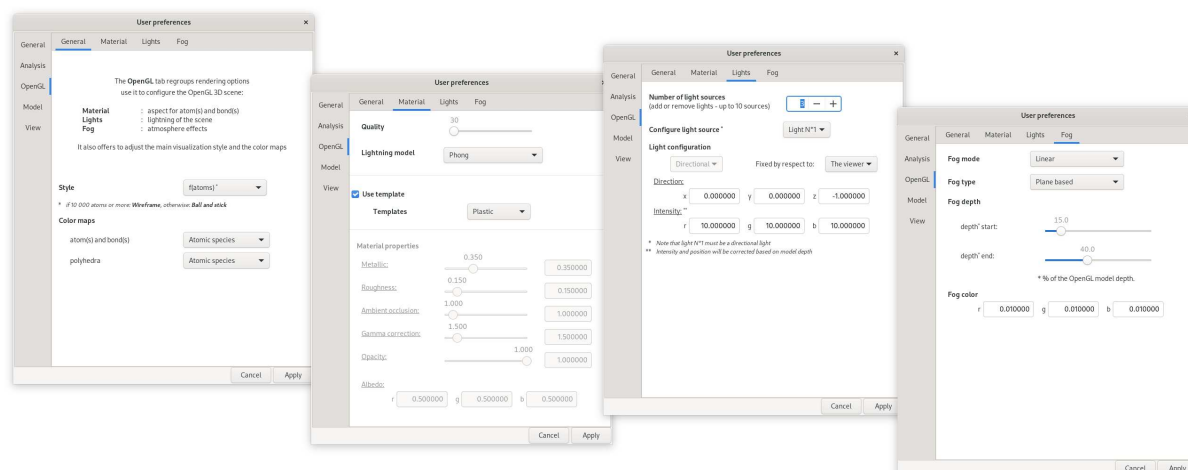 User preferences ×
General
Analysis
OpenGL
Model
View
General Material Lights Fog
The OpenGL tab regroups rendering options
use it to configure the OpenGL 3D scene:
Material : aspect for atom(s) and bond(s)
Lights : lightning of the scene
Fog : atmosphere effects
It also offers to adjust the main visualization style and the color maps
Style f(atoms)*
* if 10 000 atoms or more: Wireframe, otherwise: Ball and stick
Color maps
atom(s) and bond(s) Atomic species
polyhedra Atomic species
Cancel Apply
User preferences
General
Analysis
OpenGL
Model
View
General Material Lights Fog
Quality 30
Lightning model Phong
Use template
Templates Plastic
Material properties
Metallic: 0.350 0.350000
Roughness: 0.150 0.150000
Ambient occlusion: 1.000 1.000000
Gamma correction: 1.500 1.500000
Opacity: 1.000 1.000000
Albedo:
r 0.500000 g 0.500000 b 0.500000
Cancel Apply
User preferences ×
General
Analysis
OpenGL
Model
View
General Material Lights Fog
Number of light sources
(add or remove lights - up to 10 sources) 3 − +
Configure light source * Light N°1
Light configuration
Directional Fixed by respect to: The viewer
Direction:
x 0.000000 y 0.000000 z -1.000000
Intensity: **
r 10.000000 g 10.000000 b 10.000000
* Note that light N°1 must be a directional light
** Intensity and position will be corrected based on model depth
Cancel Apply
User preferences
General
Analysis
OpenGL
Model
View
General Material Lights Fog
Fog mode Linear
Fog type Plane based
Fog depth
depth* start: 15.0
depth* end: 40.0
* % of the OpenGL model depth.
Fog color
r 0.010000 g 0.010000 b 0.010000
Cancel Apply